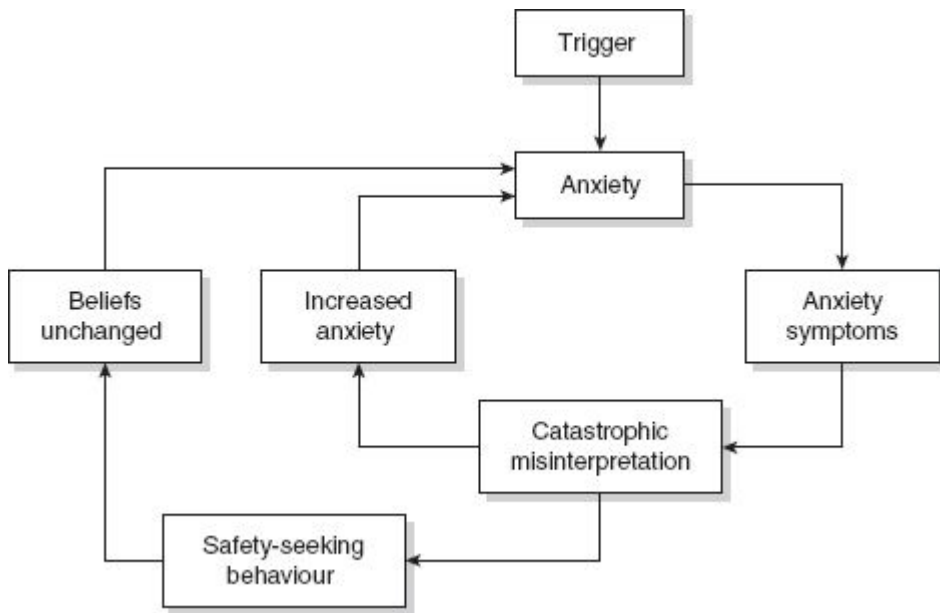 Trigger
Anxiety
Beliefs
unchanged
Increased
anxiety
Anxiety
symptoms
Catastrophic
misinterpretation
Safety-seeking
behaviour